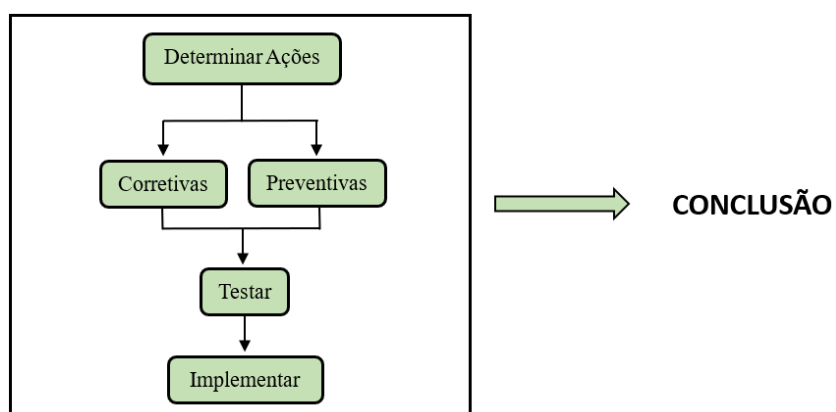 Determinar Ações
Corretivas
Preventivas
CONCLUSÃO
Testar
Implementar